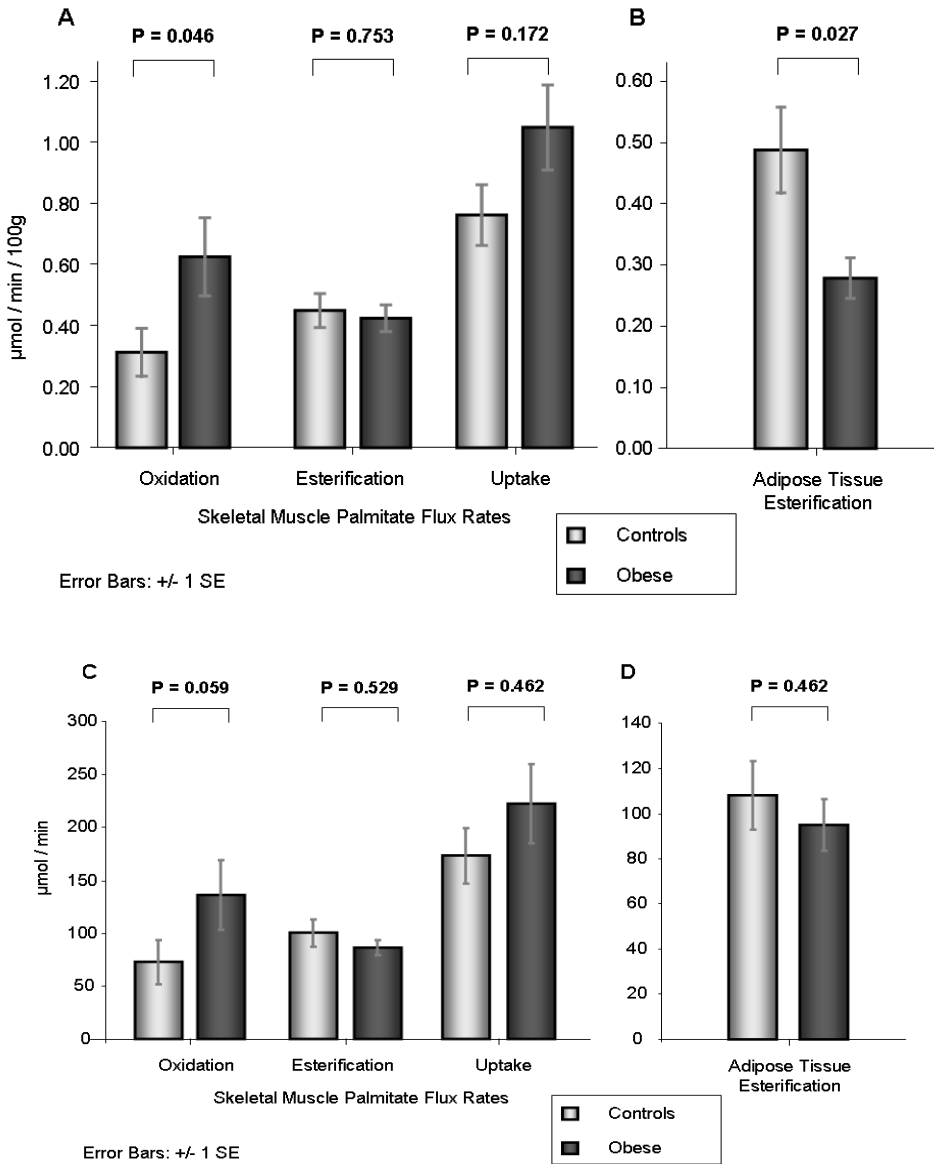 A
B
P = 0.046
P = 0.753
P = 0.172
P = 0.027
1.20
1.00
0.80
0.60
0.40
0.20
0.00
µmol / min / 100g
0.60
0.50
0.40
0.30
0.20
0.10
0.00
Oxidation
Esterification
Uptake
Skeletal Muscle Palmitate Flux Rates
Adipose Tissue
Esterification
Controls
Obese
Error Bars: +/- 1 SE
C
D
P = 0.059
P = 0.529
P = 0.462
P = 0.462
300
250
200
150
100
50
0
µmol / min
140
120
100
80
60
40
20
0
Oxidation
Esterification
Uptake
Skeletal Muscle Palmitate Flux Rates
Adipose Tissue
Esterification
Controls
Obese
Error Bars: +/- 1 SE